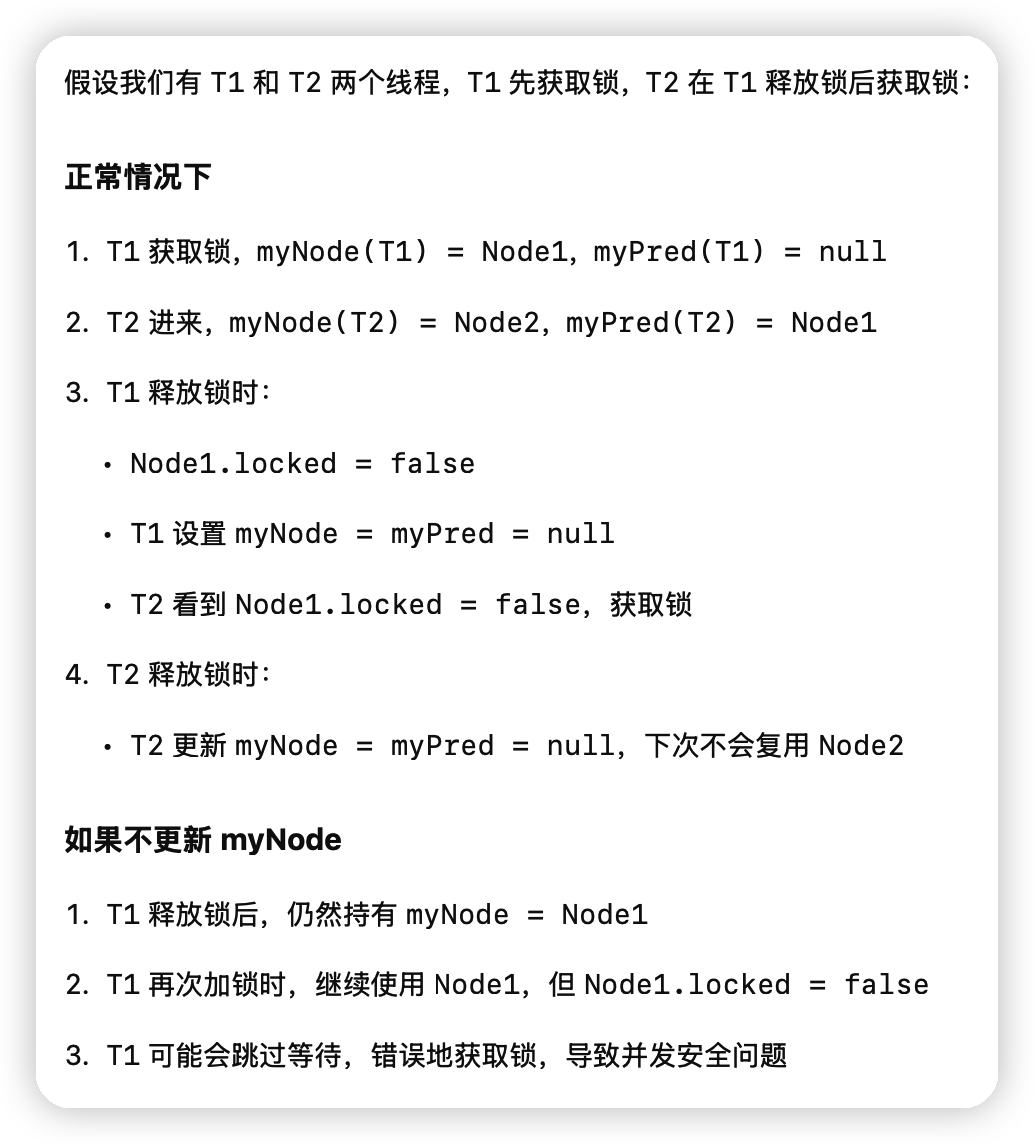 假设我们有 T1 和 T2 两个线程，T1 先获取锁，T2 在 T1 释放锁后获取锁：
正常情况下
1. T1 获取锁，myNode(T1) = Node1，myPred(T1) = null
2. T2 进来，myNode(T2) = Node2，myPred(T2) = Node1
3. T1 释放锁时：
• Node1.locked = false
• T1 设置 myNode = myPred = null
• T2 看到 Node1.locked = false，获取锁
4. T2 释放锁时：
• T2 更新 myNode = myPred = null，下次不会复用 Node2
如果不更新 myNode
1. T1 释放锁后，仍然持有 myNode = Node1
2. T1 再次加锁时，继续使用 Node1，但 Node1.locked = false
3. T1 可能会跳过等待，错误地获取锁，导致并发安全问题